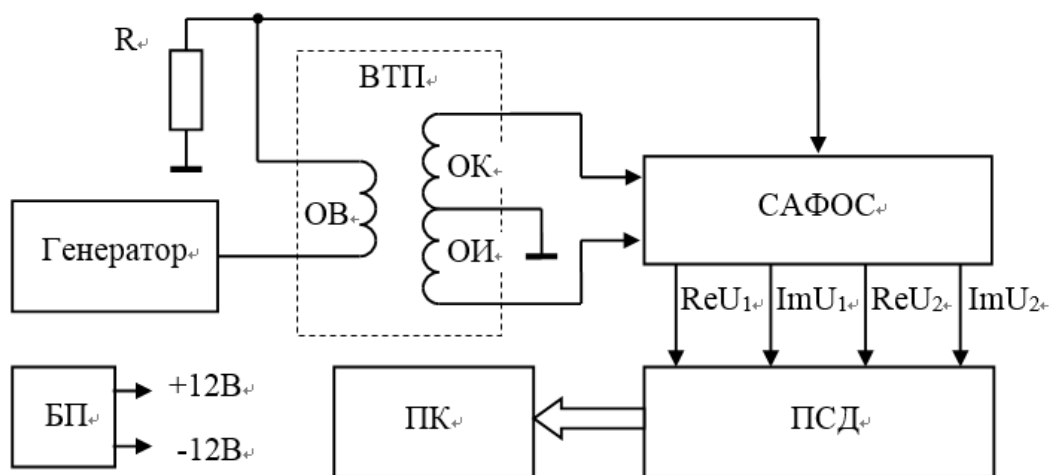 R
ВТП
ОК
ОВ
ОИ
САФОС
Генератор
ReU₁ ImU₁ ReU₂ ImU₂
БП
+12В
-12В
ПК
ПСД